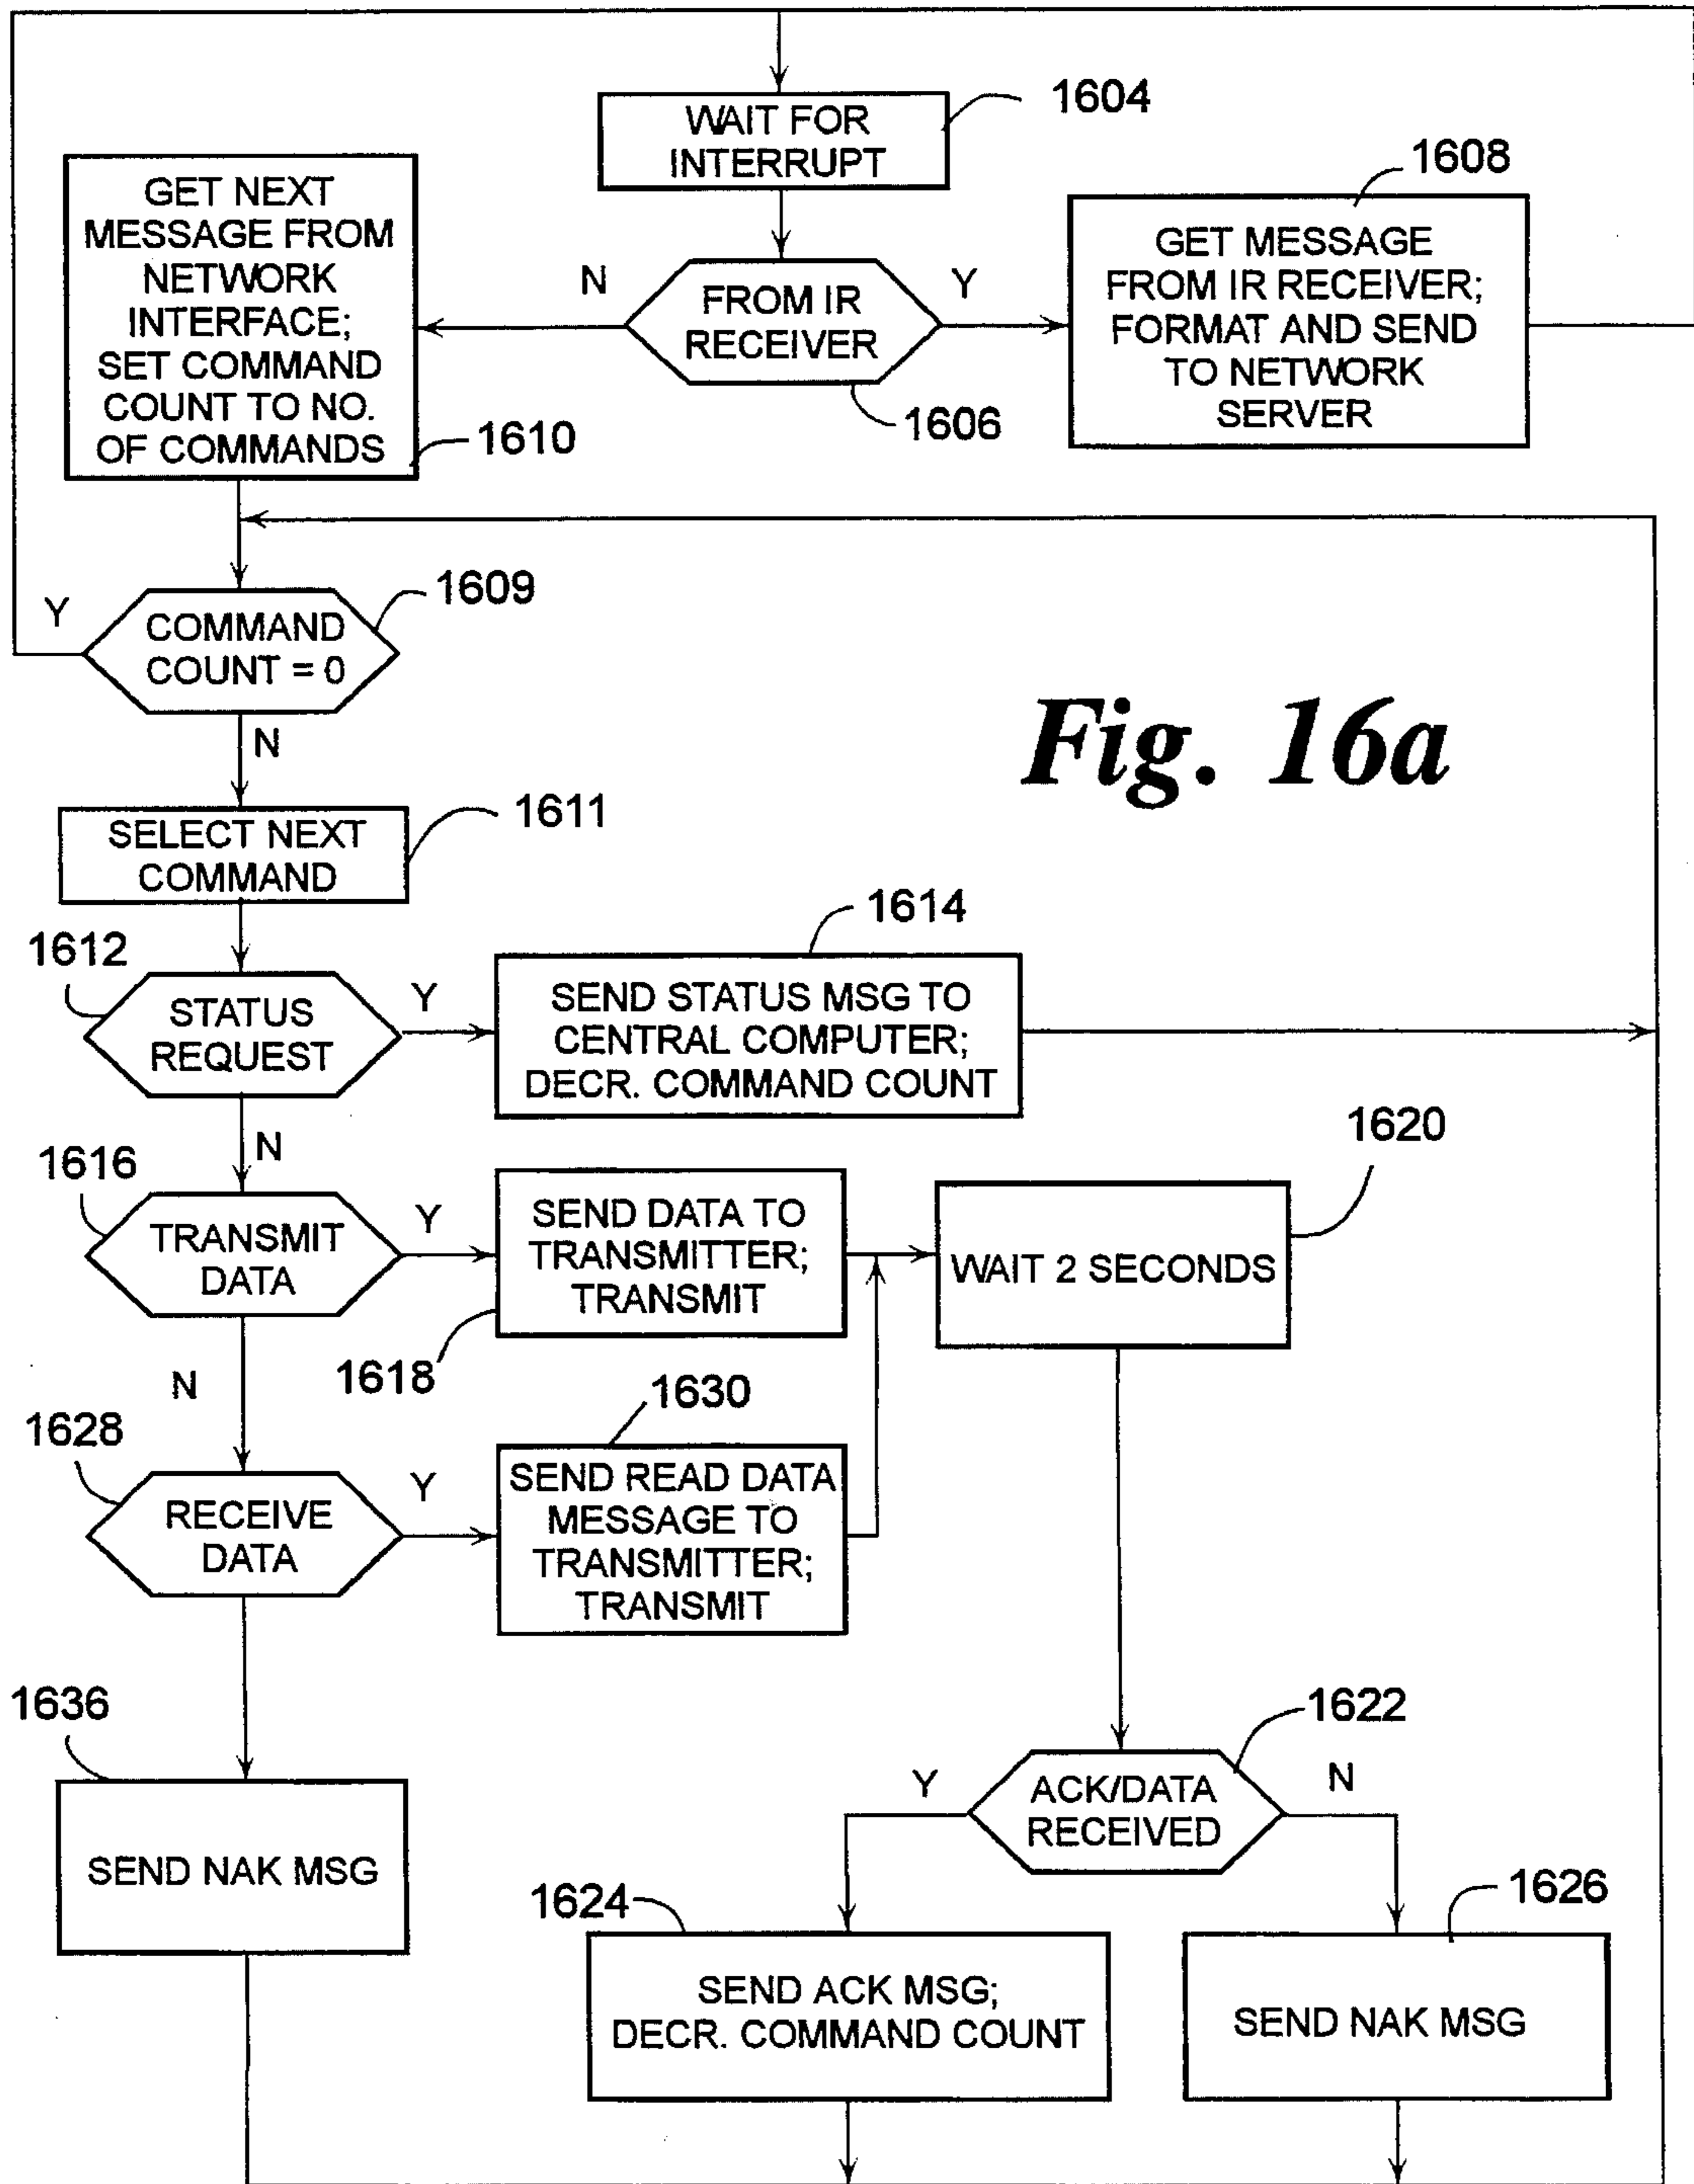 WAIT FOR
INTERRUPT
1604
GET NEXT
MESSAGE FROM
NETWORK
INTERFACE;
SET COMMAND
COUNT TO NO.
OF COMMANDS
1610
N
FROM IR
RECEIVER
Y
1606
1608
GET MESSAGE
FROM IR RECEIVER;
FORMAT AND SEND
TO NETWORK
SERVER
Y
COMMAND
COUNT = 0
1609
N
Fig. 16a
SELECT NEXT
COMMAND
1611
1612
STATUS
REQUEST
Y
1614
SEND STATUS MSG TO
CENTRAL COMPUTER;
DECR. COMMAND COUNT
N
1616
TRANSMIT
DATA
Y
SEND DATA TO
TRANSMITTER;
TRANSMIT
1618
1620
WAIT 2 SECONDS
N
1628
RECEIVE
DATA
Y
1630
SEND READ DATA
MESSAGE TO
TRANSMITTER;
TRANSMIT
1636
SEND NAK MSG
1622
Y
ACK/DATA
RECEIVED
N
1624
SEND ACK MSG;
DECR. COMMAND COUNT
1626
SEND NAK MSG